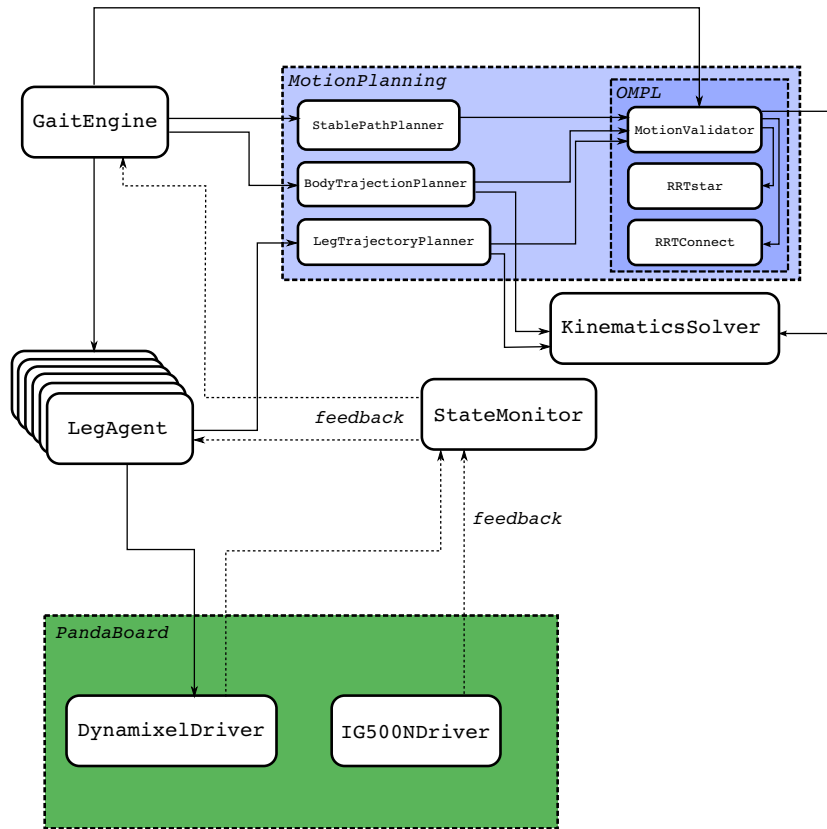 MotionPlanning
OMPL
GaitEngine
StablePathPlanner
MotionValidator
BodyTrajectionPlanner
RRTstar
LegTrajectoryPlanner
RRTConnect
KinematicsSolver
StateMonitor
feedback
LegAgent
feedback
PandaBoard
DynamixelDriver
IG500NDriver